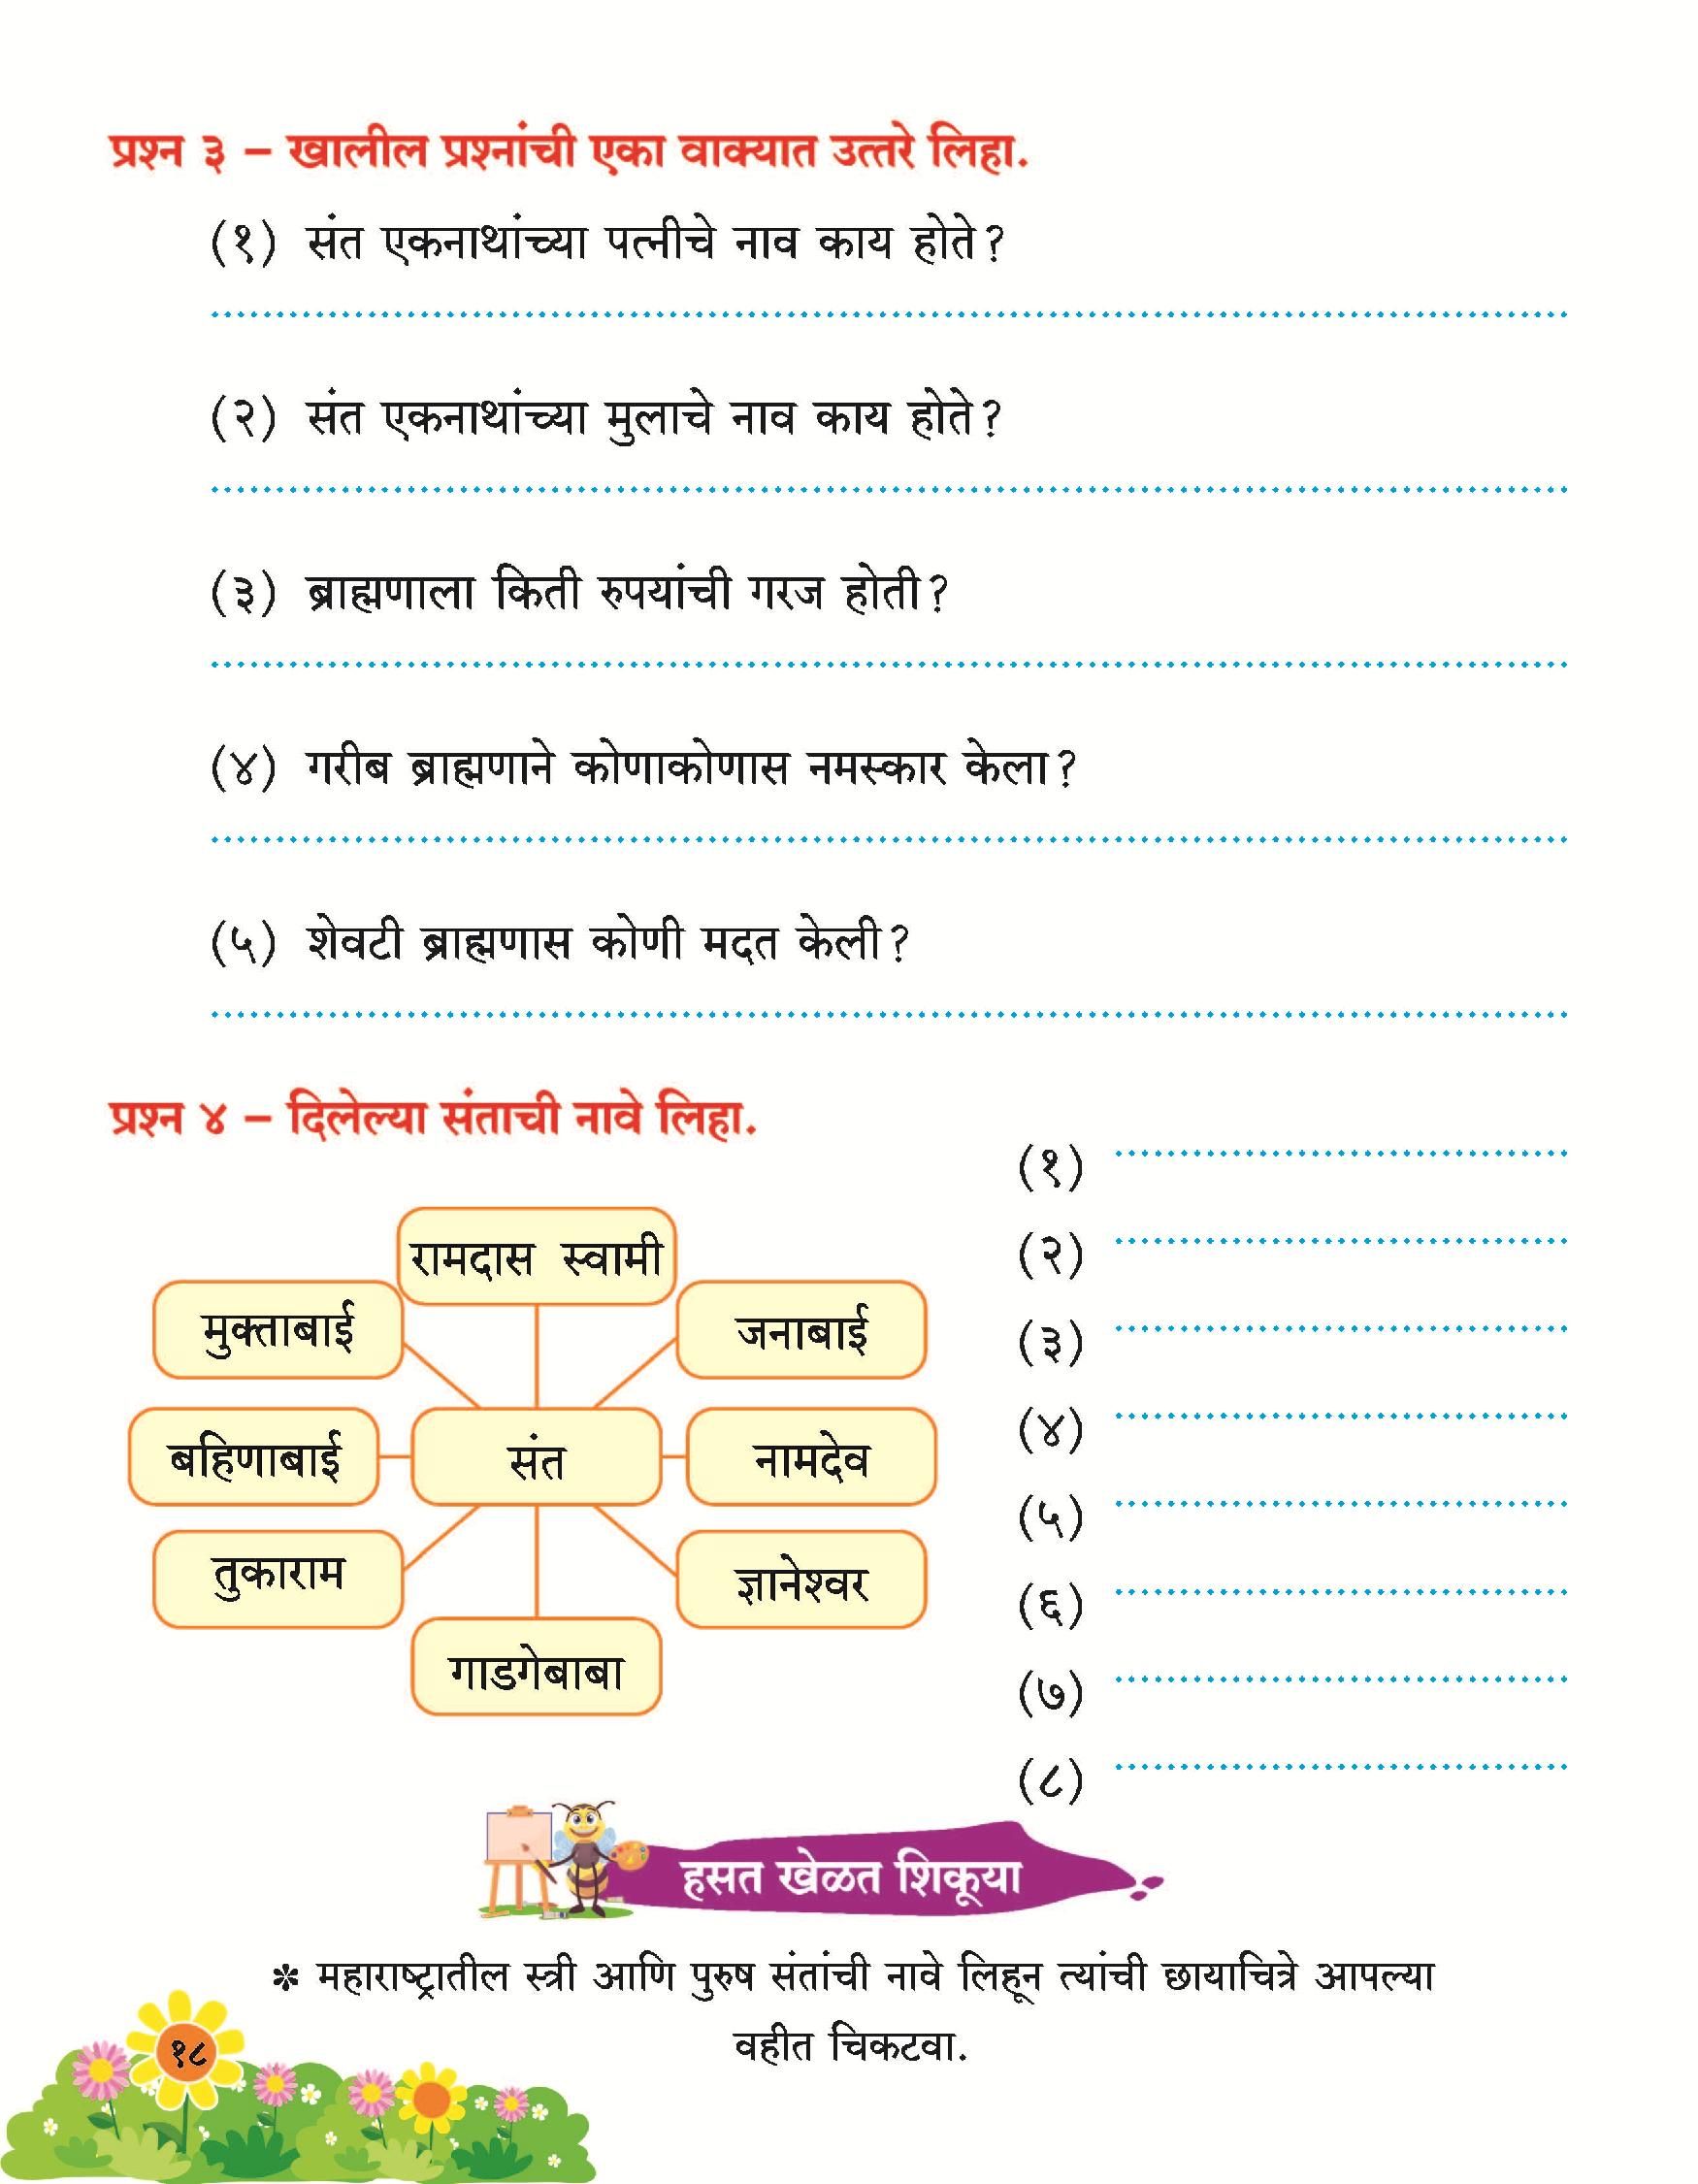 प्रश्न ३ – खालील प्रश्नांची एका वाक्यात उत्तरे लिहा.
(१) संत एकनाथांच्या पत्नीचे नाव काय होते?
(२) संत एकनाथांच्या मुलाचे नाव काय होते?
(३) ब्राह्मणाला किती रुपयांची गरज होती?
(४) गरीब ब्राह्मणाने कोणाकोणास नमस्कार केला?
(५) शेवटी ब्राह्मणास कोणी मदत केली?
प्रश्न ४ – दिलेल्या संताची नावे लिहा.
रामदास स्वामी
मुक्ताबाई
जनाबाई
बहिणाबाई
संत
नामदेव
तुकाराम
ज्ञानेश्वर
गाडगेबाबा
(१)
(२)
(३)
(४)
(५)
(६)
(७)
(८)
हसत खेळत शिकूया
✽ महाराष्ट्रातील स्त्री आणि पुरुष संतांची नावे लिहून त्यांची छायाचित्रे आपल्या
वहीत चिकटवा.
१८